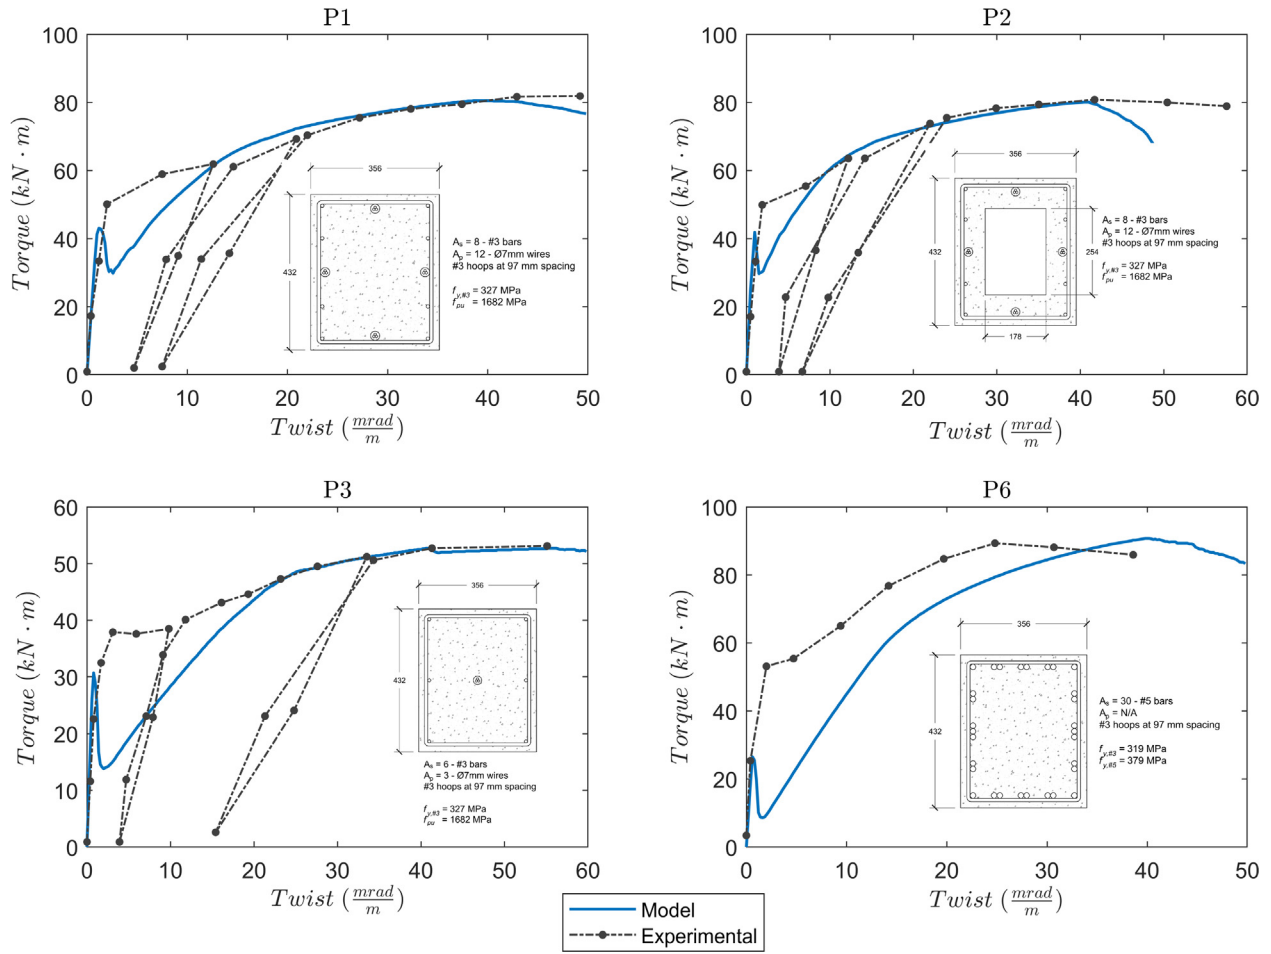 P1
100
80
60
40
20
0
0 10 20 30 40 50
Torque (kN · m)
Twist (mrad/m)
356
432
As = 8 - #3 bars
Ap = 12 - Ø7mm wires
#3 hoops at 97 mm spacing
fy,#3 = 327 MPa
fpu = 1682 MPa
P2
100
80
60
40
20
0
0 10 20 30 40 50 60
Torque (kN · m)
Twist (mrad/m)
356
432
254
178
As = 8 - #3 bars
Ap = 12 - Ø7mm wires
#3 hoops at 97 mm spacing
fy,#3 = 327 MPa
fpu = 1682 MPa
P3
60
50
40
30
20
10
0
0 10 20 30 40 50 60
Torque (kN · m)
Twist (mrad/m)
356
432
As = 6 - #3 bars
Ap = 3 - Ø7mm wires
#3 hoops at 97 mm spacing
fy,#3 = 327 MPa
fpu = 1682 MPa
P6
100
80
60
40
20
0
0 10 20 30 40 50
Torque (kN · m)
Twist (mrad/m)
356
432
As = 30 - #5 bars
Ap = N/A
#3 hoops at 97 mm spacing
fy,#3 = 319 MPa
fy,#5 = 379 MPa
Model
Experimental